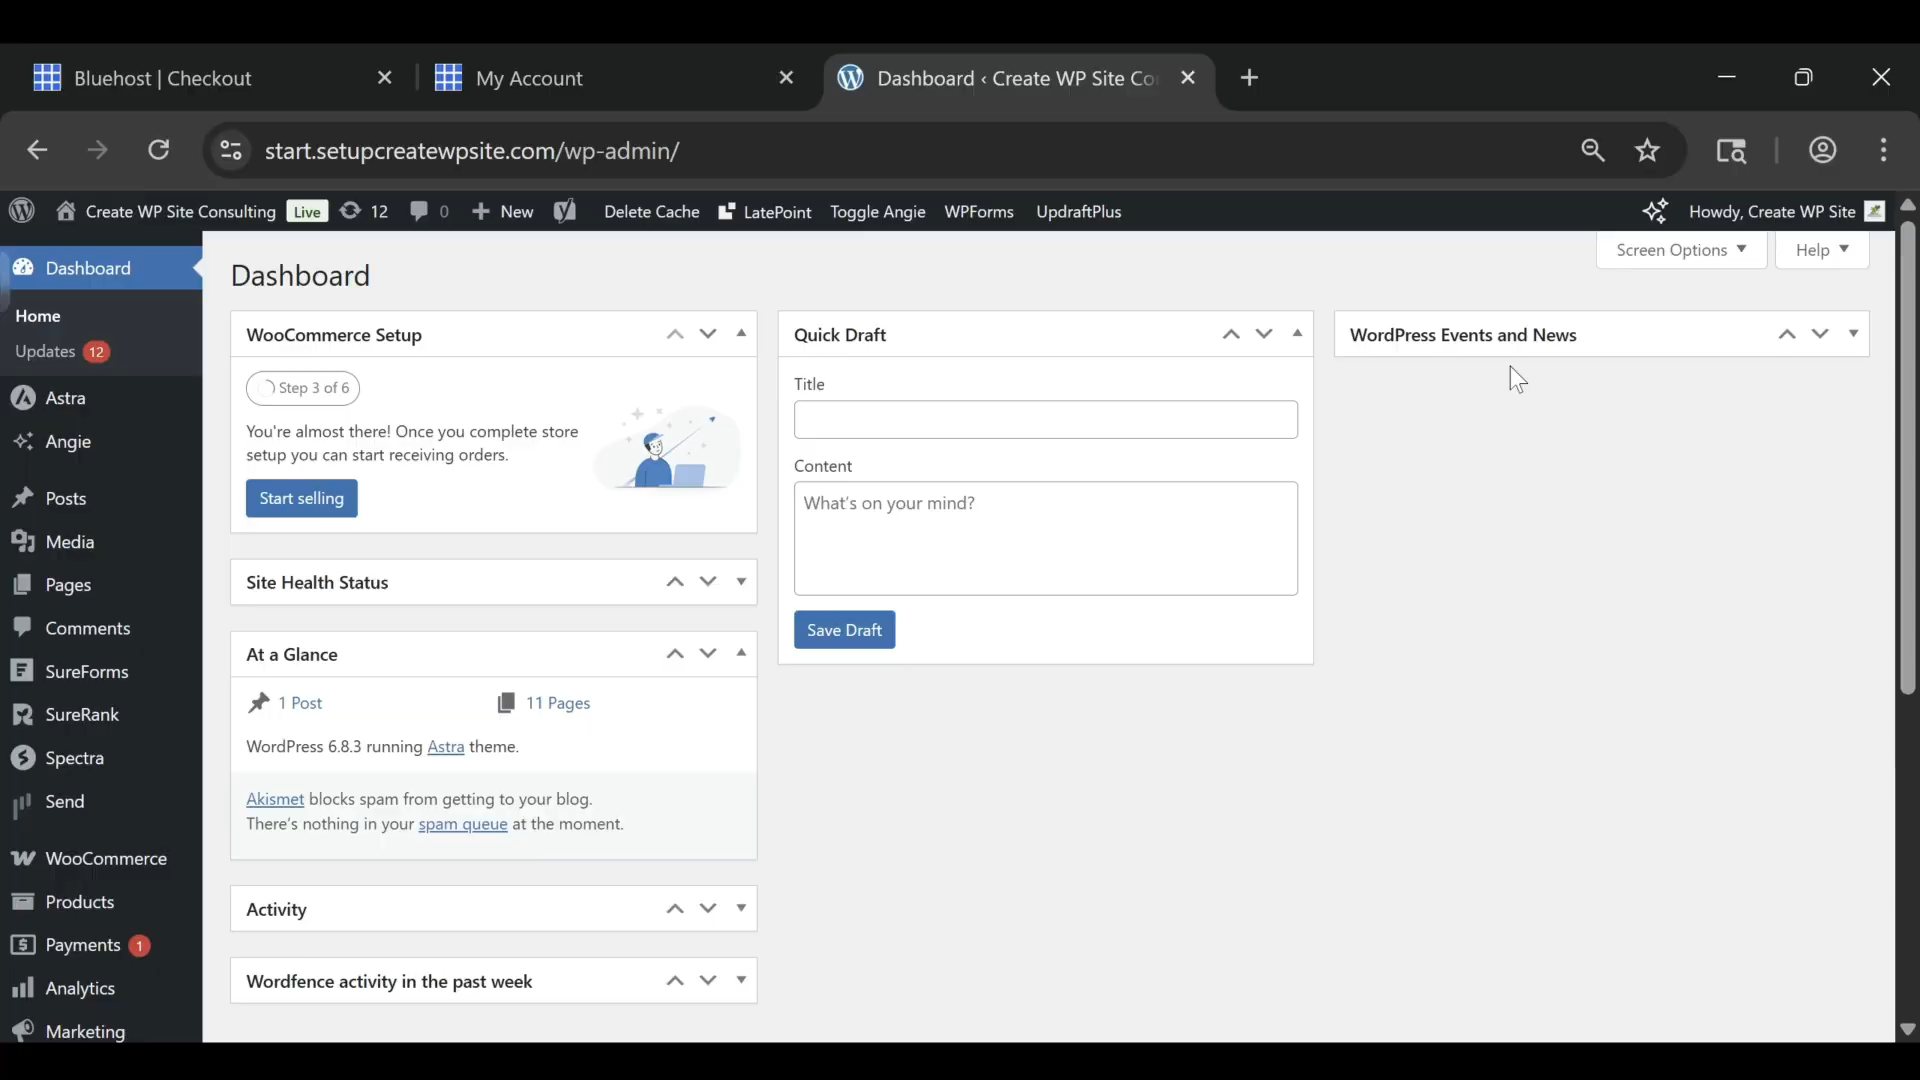 Bluehost | Checkout
My Account
Dashboard ‹ Create WP Site Co
start.setupcreatewpsite.com/wp-admin/
Create WP Site Consulting Live 12 0 New Delete Cache LatePoint Toggle Angie WPForms UpdraftPlus Howdy, Create WP Site
Dashboard
Home
Updates 12
Astra
Angie
Posts
Media
Pages
Comments
SureForms
SureRank
Spectra
Send
WooCommerce
Products
Payments 1
Analytics
Marketing
Screen Options
Help
Dashboard
WooCommerce Setup
Step 3 of 6
You're almost there! Once you complete store
setup you can start receiving orders.
Start selling
Site Health Status
At a Glance
1 Post 11 Pages
WordPress 6.8.3 running Astra theme.
Akismet blocks spam from getting to your blog.
There's nothing in your spam queue at the moment.
Activity
Wordfence activity in the past week
Quick Draft
Title
Content
What's on your mind?
Save Draft
WordPress Events and News